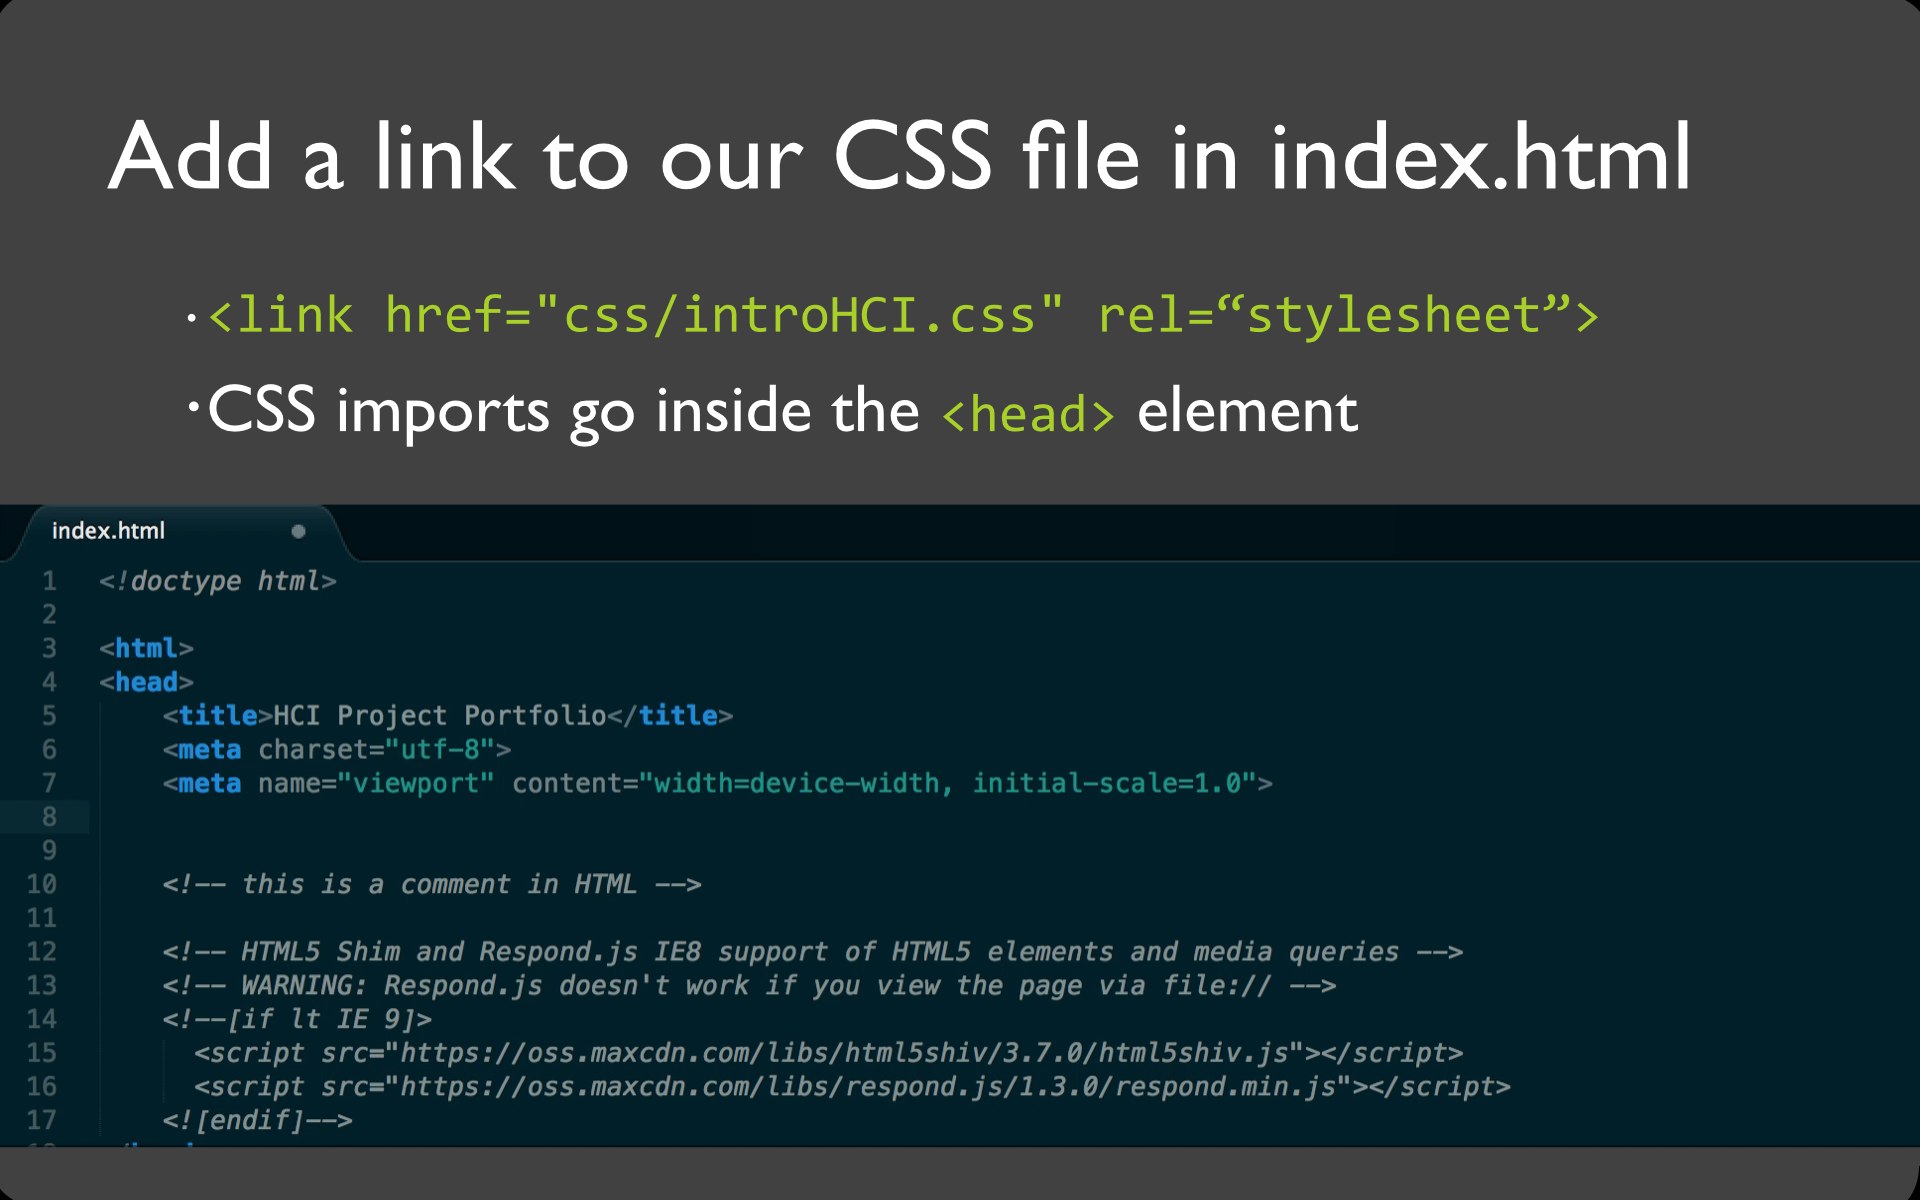 Add a link to our CSS file in index.html
·<link href="css/introHCI.css" rel=“stylesheet”>
·CSS imports go inside the <head> element
index.html
1 <!doctype html>
2
3 <html>
4 <head>
5 <title>HCI Project Portfolio</title>
6 <meta charset="utf-8">
7 <meta name="viewport" content="width=device-width, initial-scale=1.0">
8
9
10 <!-- this is a comment in HTML -->
11
12 <!-- HTML5 Shim and Respond.js IE8 support of HTML5 elements and media queries -->
13 <!-- WARNING: Respond.js doesn't work if you view the page via file:// -->
14 <!--[if lt IE 9]>
15 <script src="https://oss.maxcdn.com/libs/html5shiv/3.7.0/html5shiv.js"></script>
16 <script src="https://oss.maxcdn.com/libs/respond.js/1.3.0/respond.min.js"></script>
17 <![endif]-->